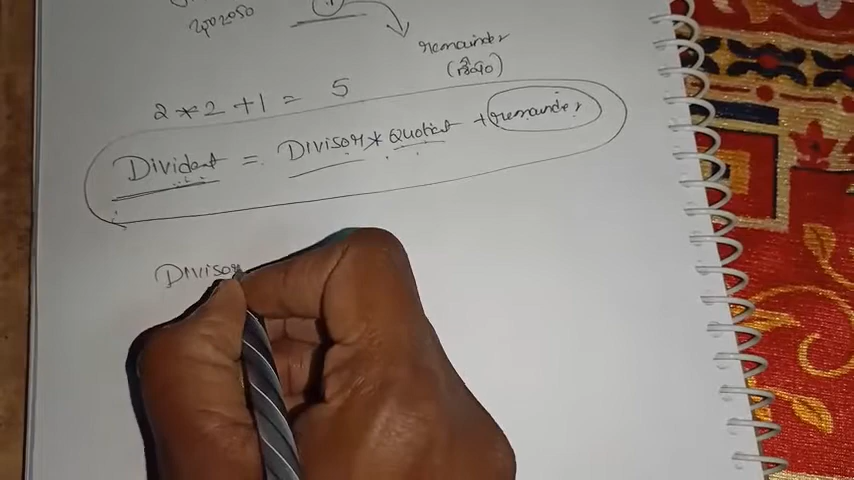 remainder
2 * 2 + 1 = 5
Divident = Divisor * Quotient + remainder
Divisor